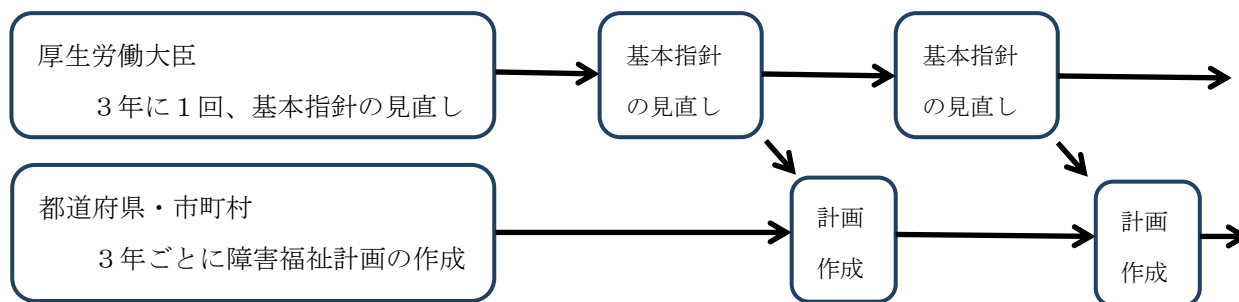 厚生労働大臣
３年に１回、基本指針の見直し
基本指針
の見直し
基本指針
の見直し
都道府県・市町村
３年ごとに障害福祉計画の作成
計画
作成
計画
作成